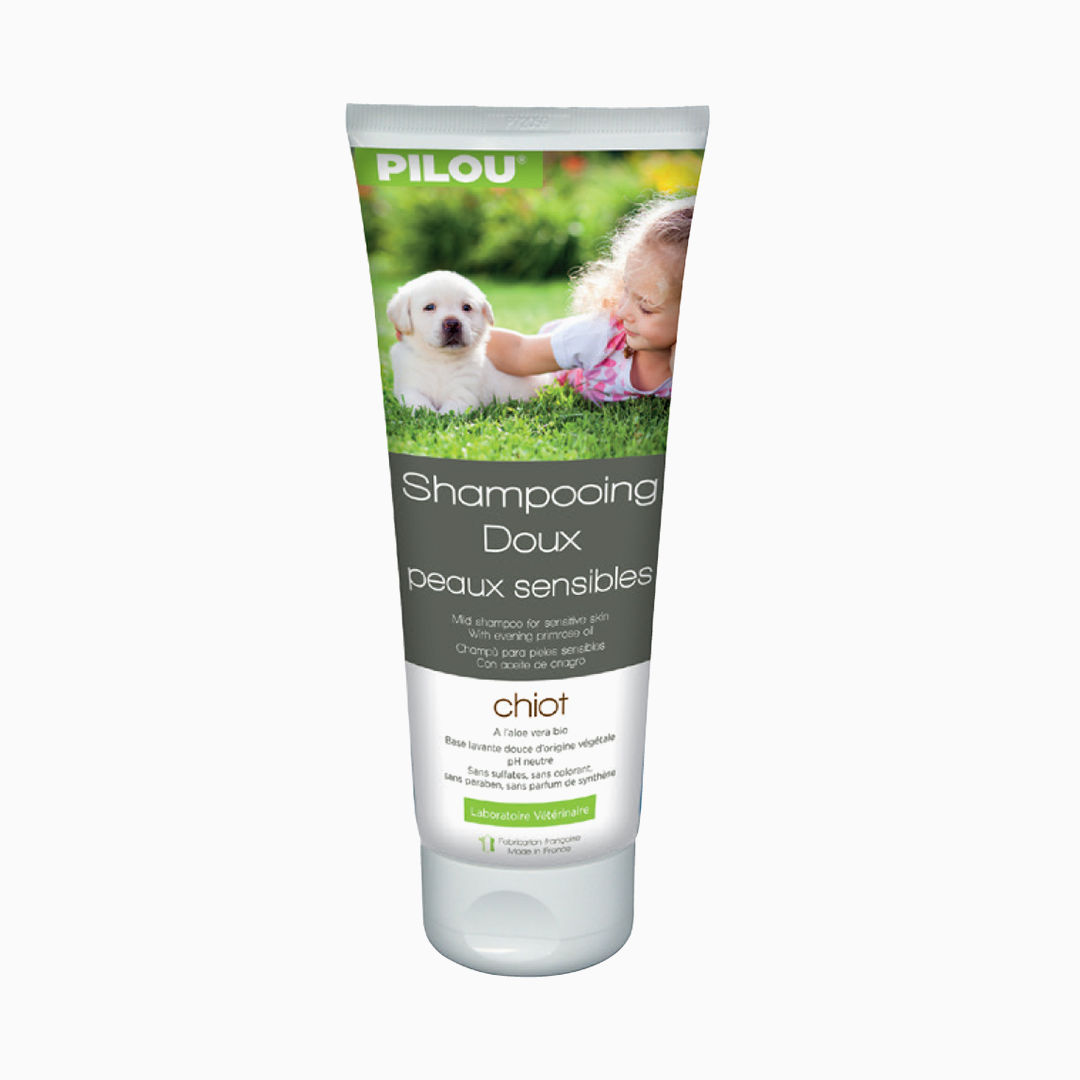 PILOU®
Shampooing
Doux
peaux sensibles
Mild shampoo for sensitive skin
With evening primrose oil
Champù para pieles sensibles
Con aceite de onagro
chiot
A l'aloe vera bio
Base lavante douce d'origine végétale
pH neutre
Sans sulfates, sans colorant,
sans paraben, sans parfum de synthène
Laboratoire Vétérinaire
Fabrication française
Made in France